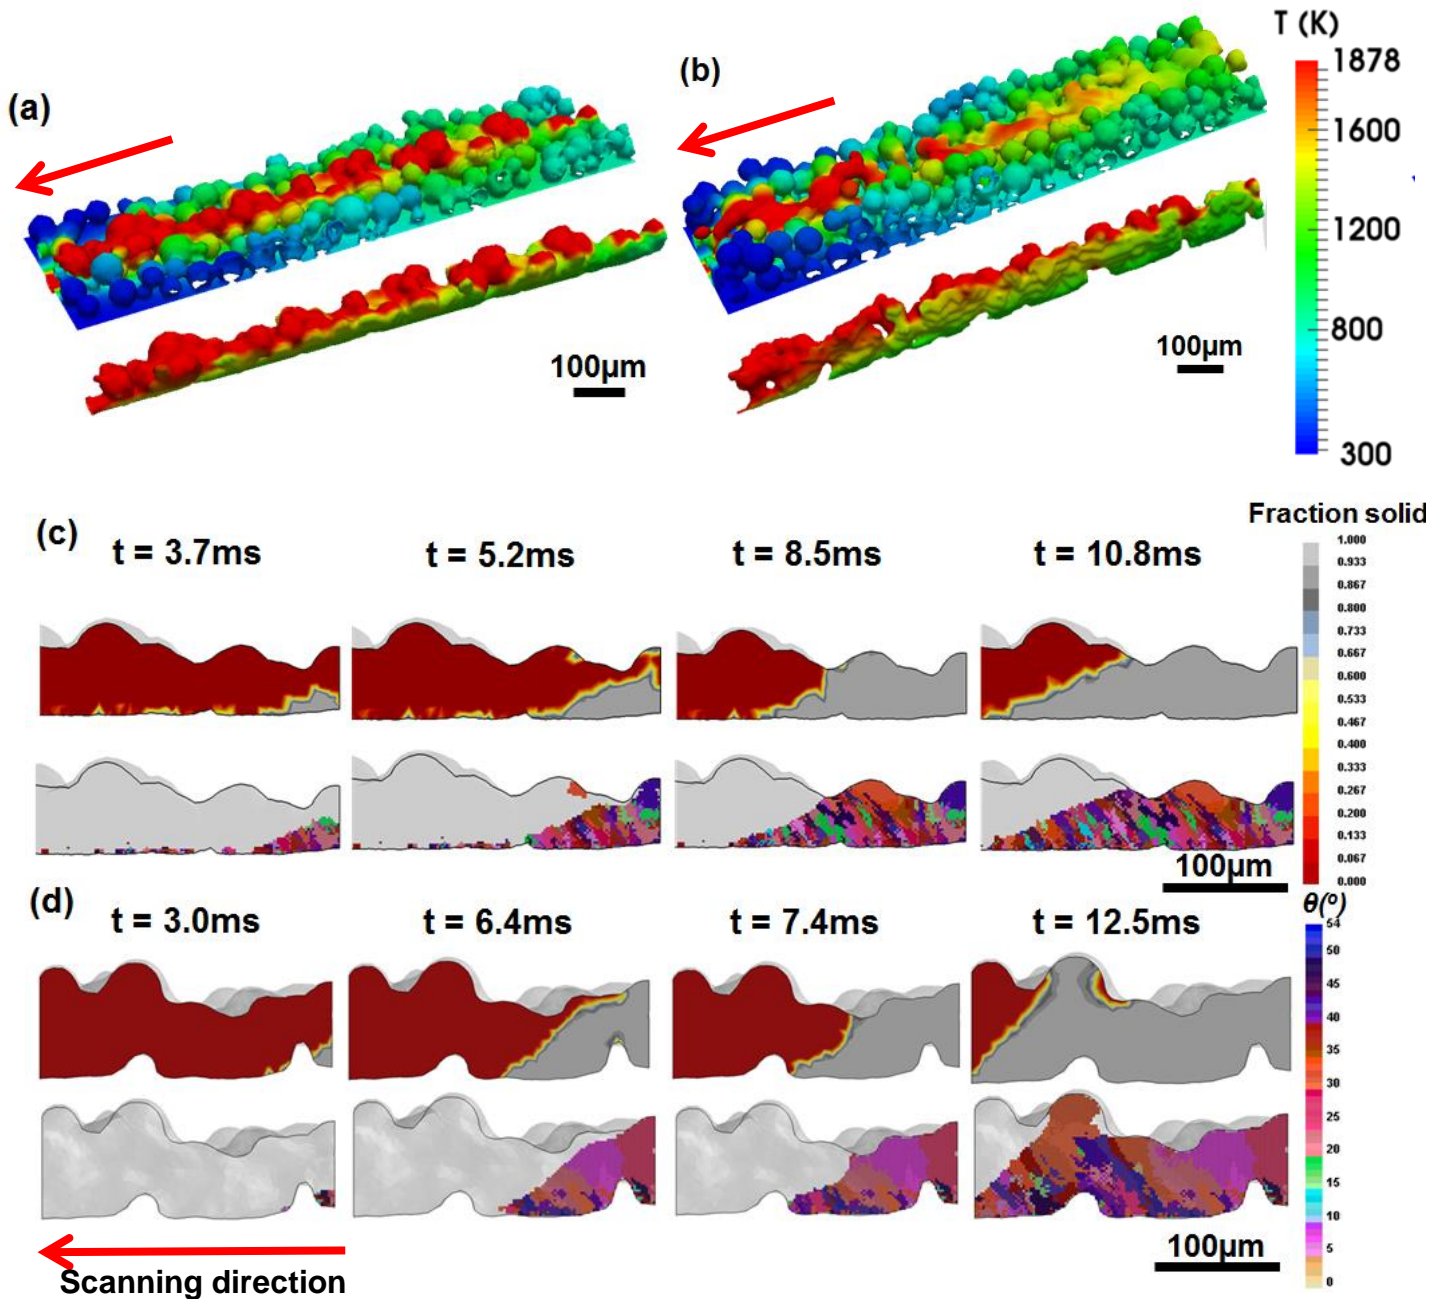 T (K)
(a)
(b)
1878
1600
1200
800
300
100µm
100µm
(c)
Fraction solid
t = 3.7ms
t = 5.2ms
t = 8.5ms
t = 10.8ms
1.000
0.933
0.867
0.800
0.733
0.667
0.600
0.533
0.467
0.400
0.333
0.267
0.200
0.133
0.067
0.000
100µm
(d)
t = 3.0ms
t = 6.4ms
t = 7.4ms
t = 12.5ms
θ(°)
54
50
45
40
35
30
25
20
15
10
5
0
100µm
Scanning direction